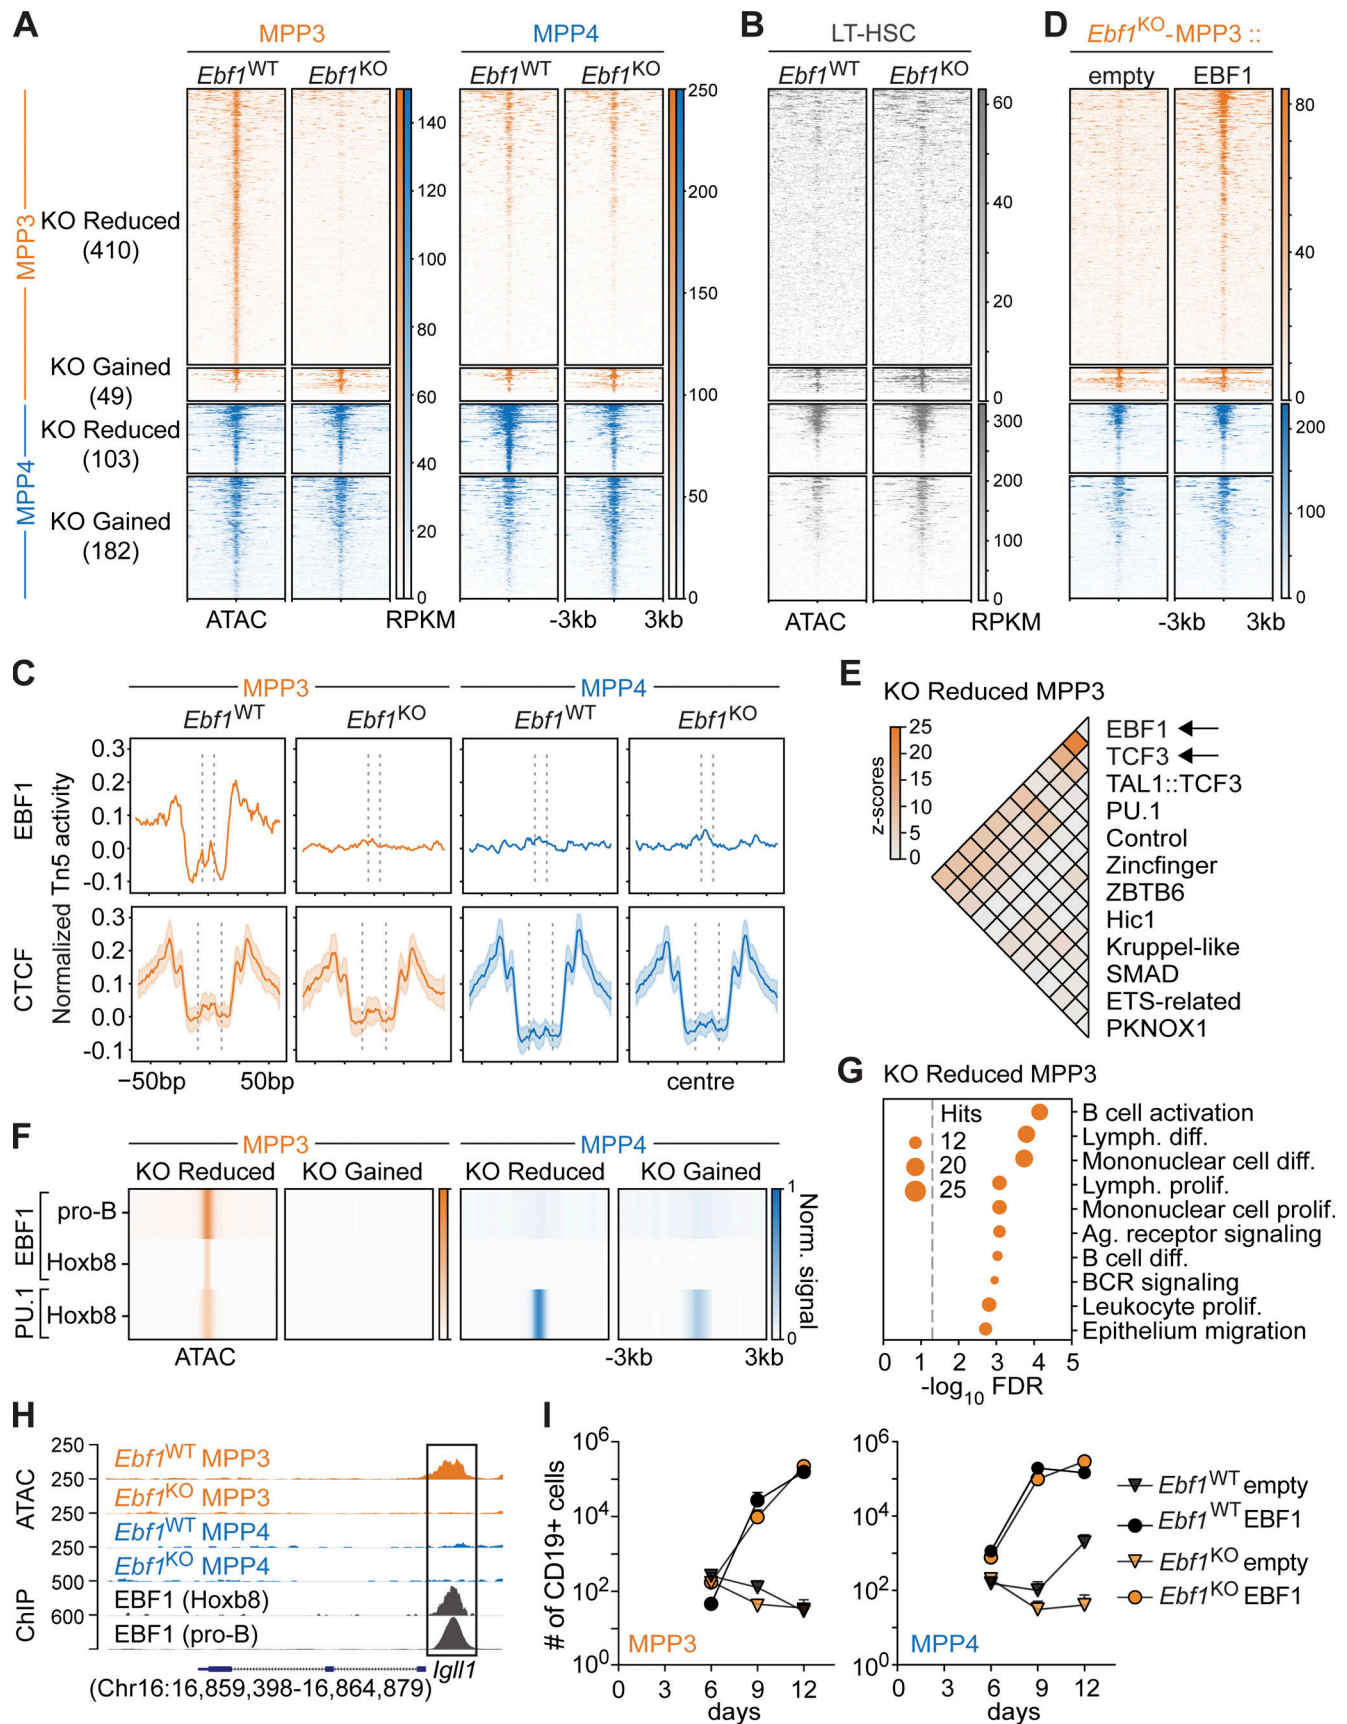 A
MPP3
MPP4
Ebf1WT
Ebf1KO
Ebf1WT
Ebf1KO
140
120
100
80
60
40
20
0
250
200
150
100
50
0
MPP3
KO Reduced
(410)
KO Gained
(49)
MPP4
KO Reduced
(103)
KO Gained
(182)
ATAC
RPKM
-3kb
3kb
B
LT-HSC
Ebf1WT
Ebf1KO
60
40
20
0
300
200
100
0
ATAC
RPKM
D
Ebf1KO-MPP3 ::
empty
EBF1
80
40
0
200
100
0
-3kb
3kb
C
MPP3
MPP4
Ebf1WT
Ebf1KO
Ebf1WT
Ebf1KO
Normalized Tn5 activity
EBF1
0.3
0.2
0.1
0.0
-0.1
CTCF
0.3
0.2
0.1
0.0
-0.1
−50bp
50bp
centre
E
KO Reduced MPP3
z-scores
25
20
15
10
5
0
EBF1
TCF3
TAL1::TCF3
PU.1
Control
Zincfinger
ZBTB6
Hic1
Kruppel-like
SMAD
ETS-related
PKNOX1
F
MPP3
MPP4
KO Reduced
KO Gained
KO Reduced
KO Gained
EBF1
pro-B
Hoxb8
PU.1
Hoxb8
1
0
Norm. signal
ATAC
-3kb
3kb
G
KO Reduced MPP3
Hits
12
20
25
B cell activation
Lymph. diff.
Mononuclear cell diff.
Lymph. prolif.
Mononuclear cell prolif.
Ag. receptor signaling
B cell diff.
BCR signaling
Leukocyte prolif.
Epithelium migration
0 1 2 3 4 5
-log10 FDR
H
ATAC
250
Ebf1WT MPP3
250
Ebf1KO MPP3
Ebf1WT MPP4
250
Ebf1KO MPP4
ChIP
500
EBF1 (Hoxb8)
600
EBF1 (pro-B)
Igll1
(Chr16:16,859,398-16,864,879)
I
# of CD19+ cells
106
104
102
100
MPP3
0 3 6 9 12
days
106
104
102
100
MPP4
0 3 6 9 12
days
Ebf1WT empty
Ebf1WT EBF1
Ebf1KO empty
Ebf1KO EBF1